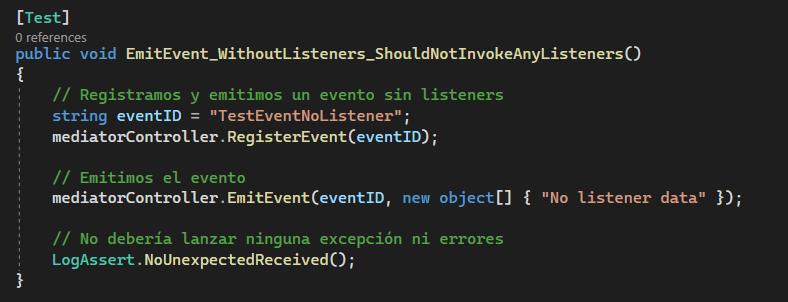 [Test]
0 references
public void EmitEvent_WithoutListeners_ShouldNotInvokeAnyListeners()
{
// Registramos y emitimos un evento sin listeners
string eventID = "TestEventNoListener";
mediatorController.RegisterEvent(eventID);
// Emitimos el evento
mediatorController.EmitEvent(eventID, new object[] { "No listener data" });
// No debería lanzar ninguna excepción ni errores
LogAssert.NoUnexpectedReceived();
}